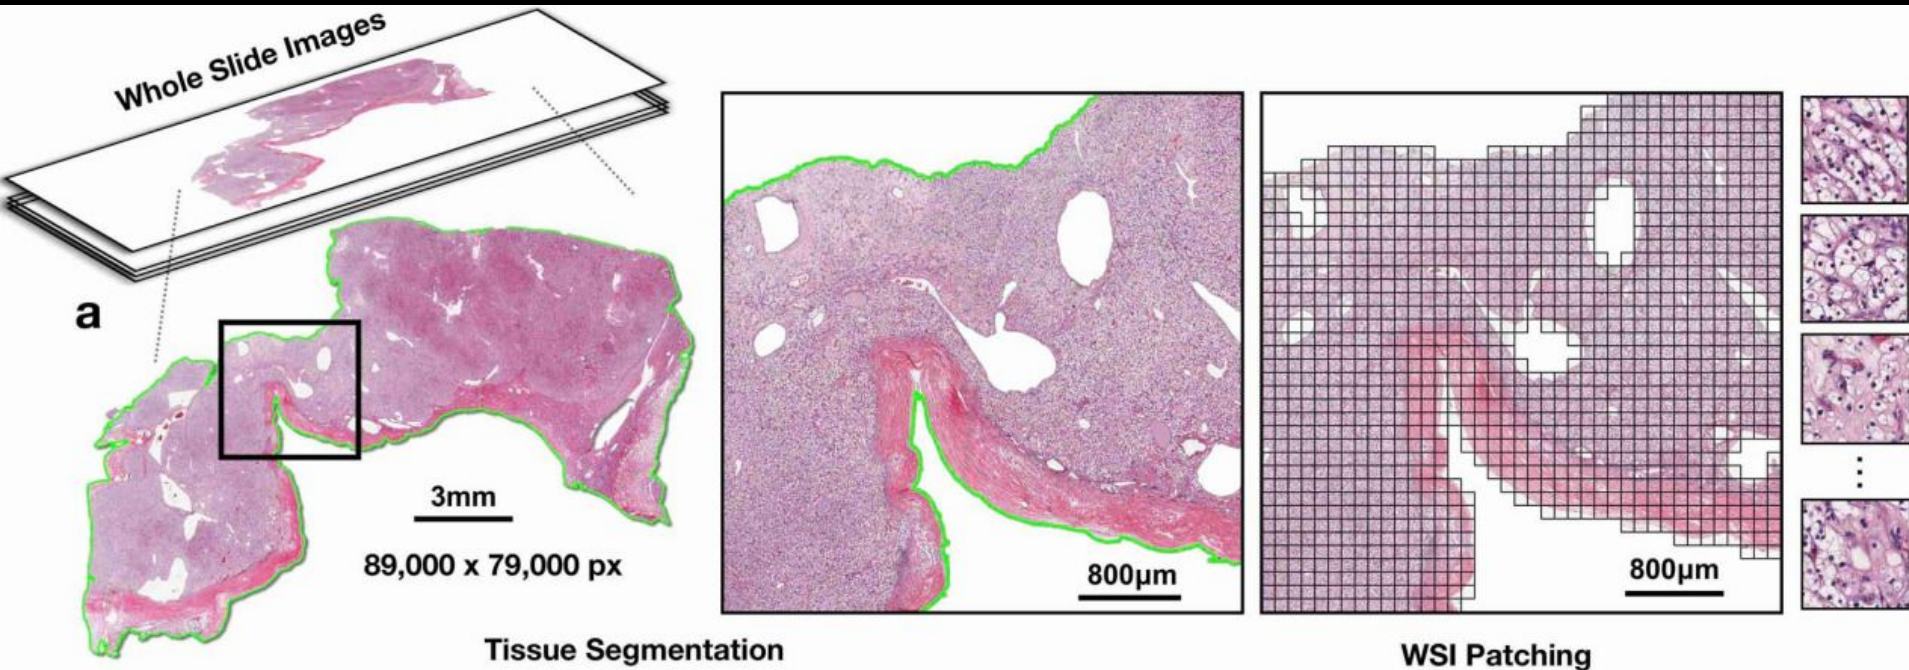 Whole Slide Images
a
3mm
89,000 x 79,000 px
800µm
800µm
Tissue Segmentation
WSI Patching